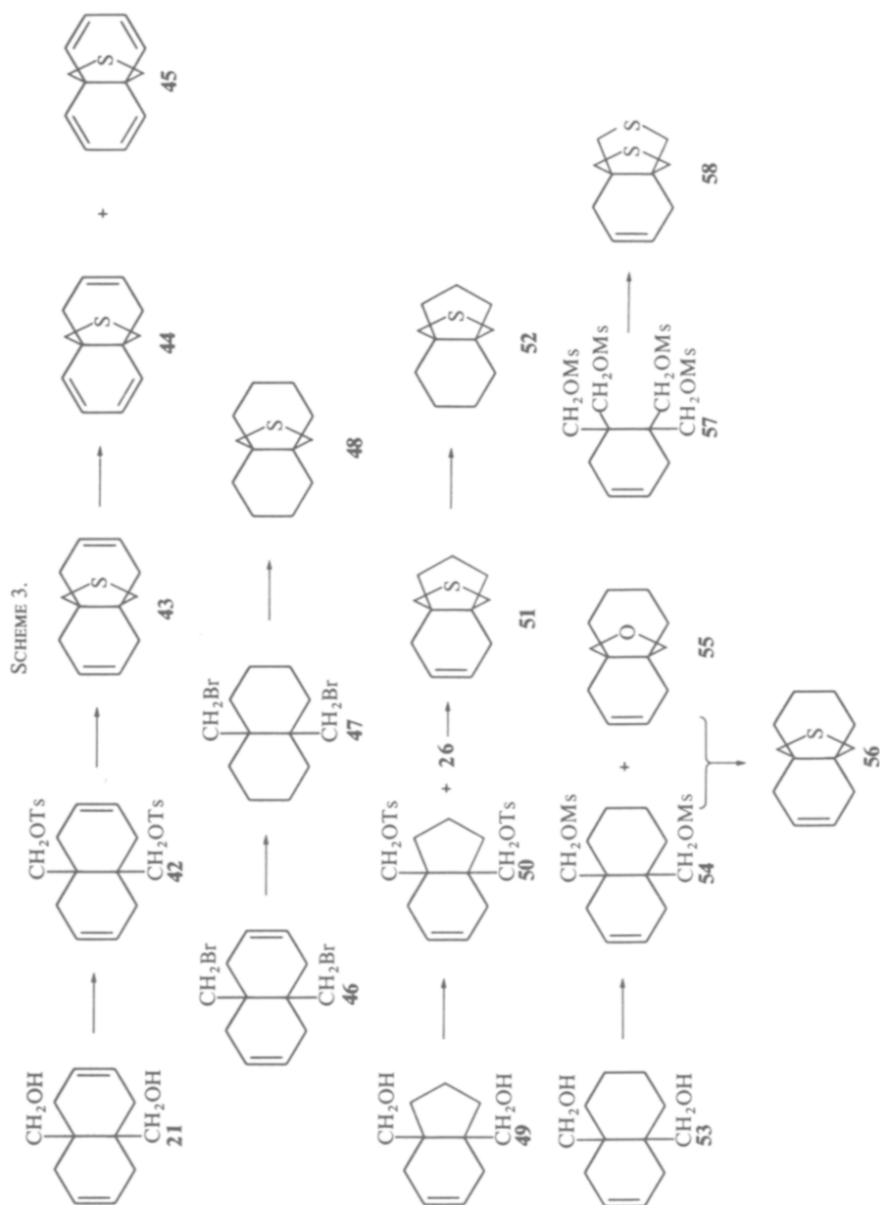 SCHEME 3.
CH₂OH CH₂OTs
S S + S
CH₂OH CH₂OTs
21 42 43 44 45
CH₂Br CH₂Br
S
CH₂Br CH₂Br
46 47 48
CH₂OH CH₂OTs
+ 26 S S
CH₂OH CH₂OTs
49 50 51 52
CH₂OH CH₂OMs CH₂OMs
CH₂OMs
+ O S S
CH₂OMs
CH₂OH CH₂OMs CH₂OMs
53 54 55 57 58
S
56